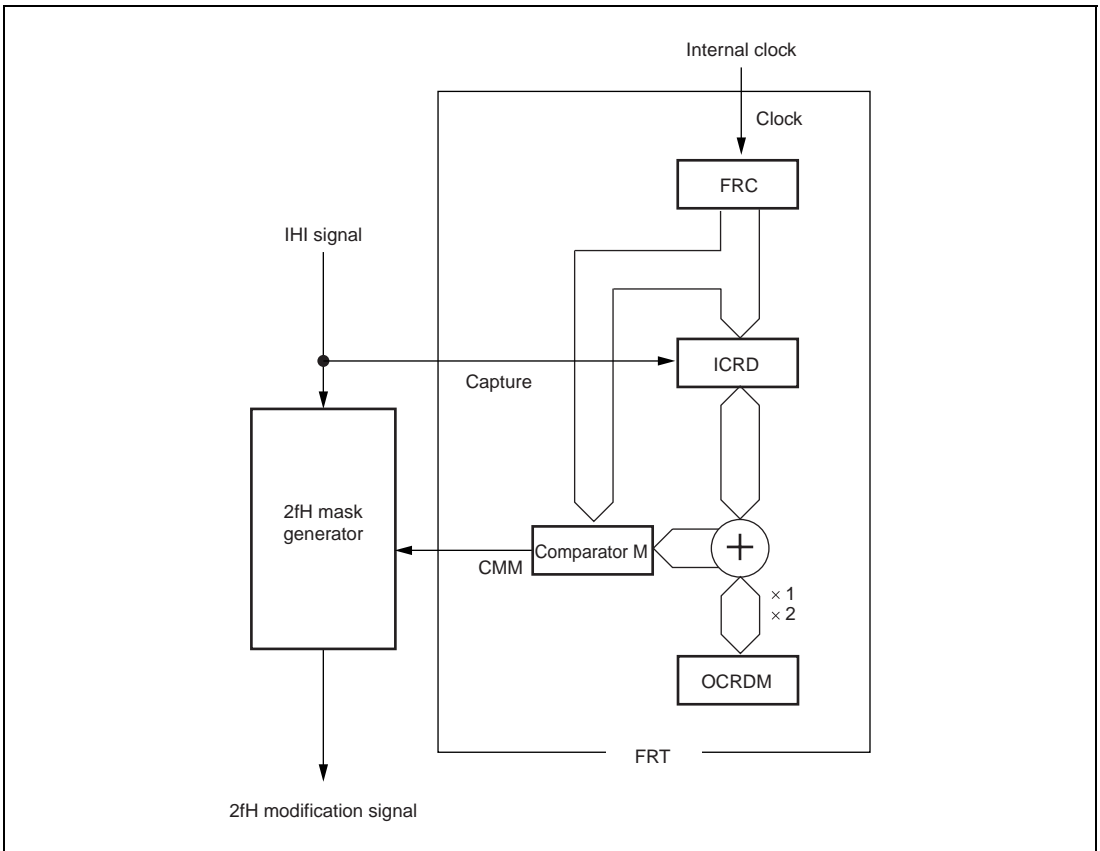 Internal clock
Clock
FRC
IHI signal
ICRD
Capture
2fH mask
generator
Comparator M
+
CMM
× 1
× 2
OCRDM
FRT
2fH modification signal